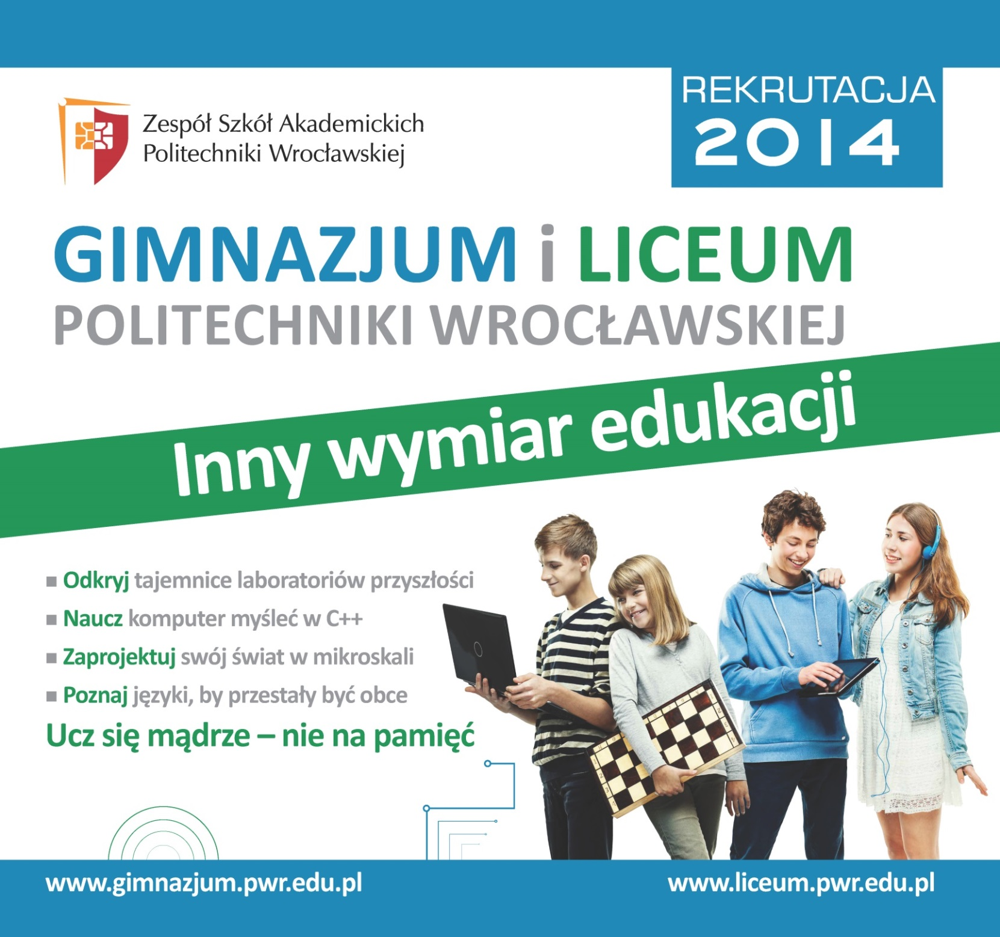 Zespół Szkół Akademickich
Politechniki Wrocławskiej
REKRUTACJA
2014
GIMNAZJUM i LICEUM
POLITECHNIKI WROCŁAWSKIEJ
Inny wymiar edukacji
▪ Odkryj tajemnice laboratoriów przyszłości
▪ Naucz komputer myśleć w C++
▪ Zaprojektuj swój świat w mikroskali
▪ Poznaj języki, by przestały być obce
Ucz się mądrze – nie na pamięć
www.gimnazjum.pwr.edu.pl
www.liceum.pwr.edu.pl